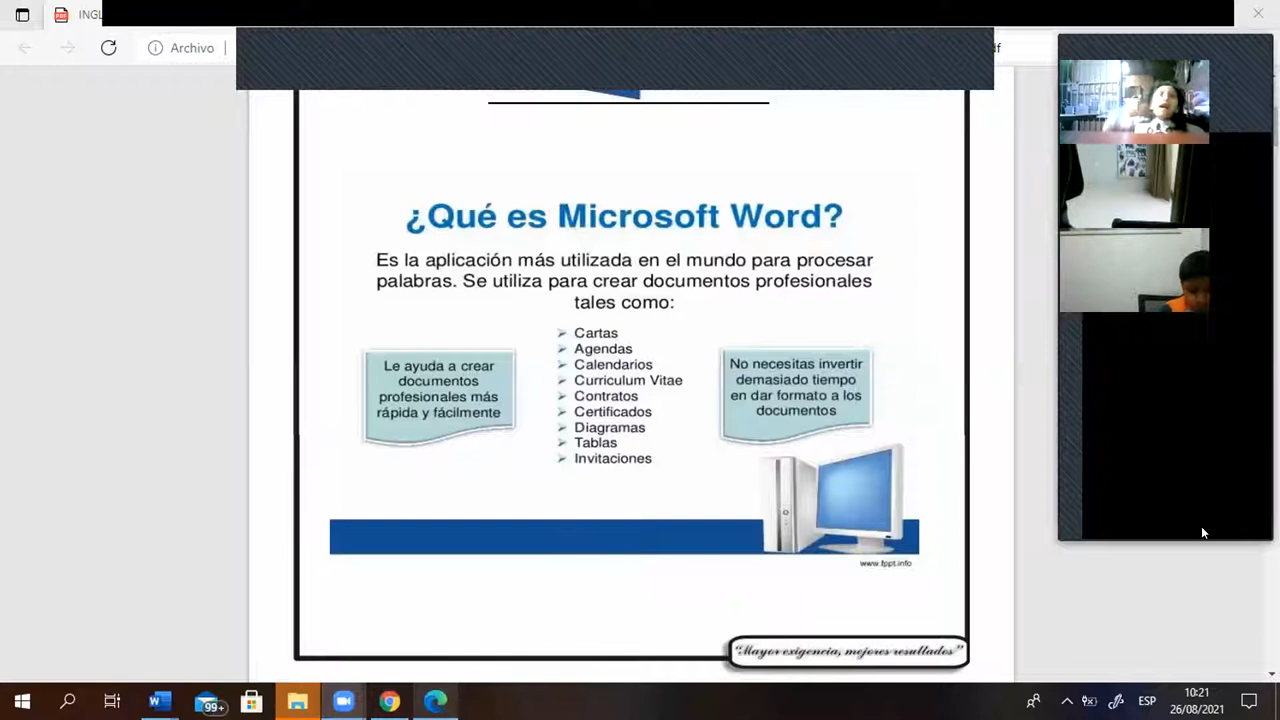 INGL
Archivo
df
¿Qué es Microsoft Word?
Es la aplicación más utilizada en el mundo para procesar
palabras. Se utiliza para crear documentos profesionales
tales como:
➢ Cartas
➢ Agendas
➢ Calendarios
➢ Curriculum Vitae
➢ Contratos
➢ Certificados
➢ Diagramas
➢ Tablas
➢ Invitaciones
Le ayuda a crear
documentos
profesionales más
rápida y fácilmente
No necesitas invertir
demasiado tiempo
en dar formato a los
documentos
www.fppt.info
“Mayor exigencia, mejores resultados”
99+
ESP
10:21
26/08/2021